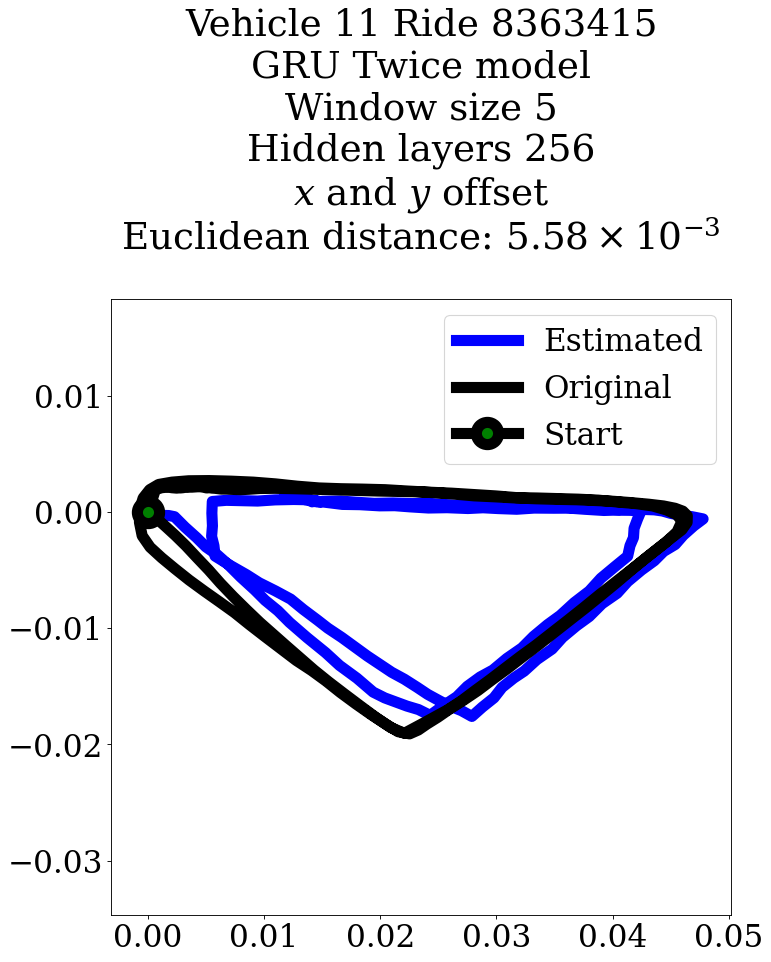 Vehicle 11 Ride 8363415
GRU Twice model
Window size 5
Hidden layers 256
x and y offset
Euclidean distance: 5.58 × 10⁻³
Estimated
Original
Start
0.01
0.00
−0.01
−0.02
−0.03
0.00 0.01 0.02 0.03 0.04 0.05